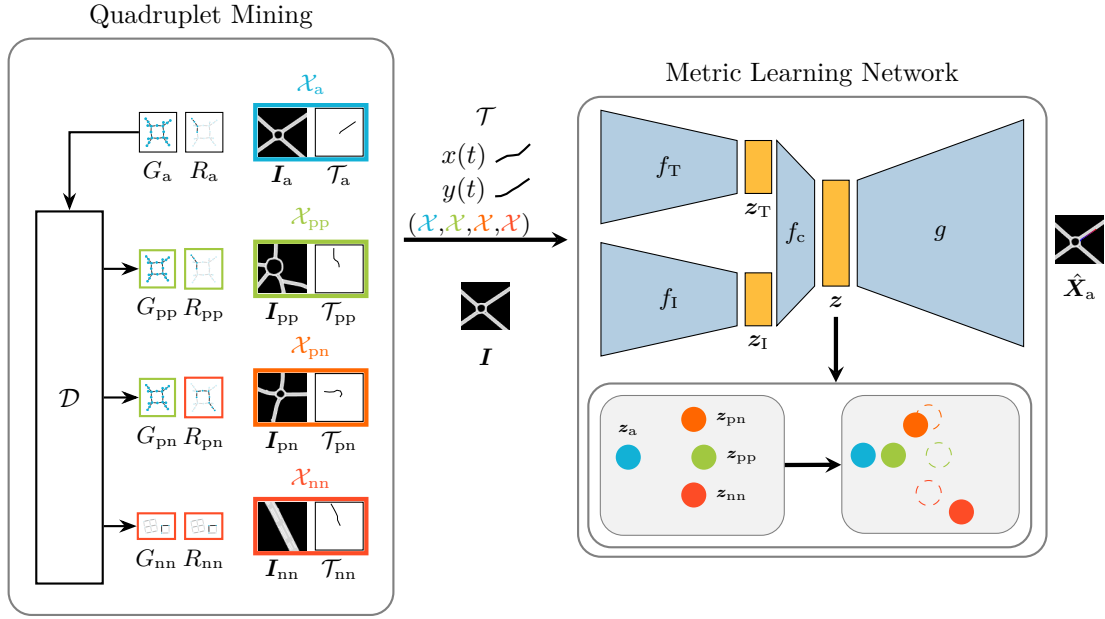 Quadruplet Mining
𝒳a
Ga Ra Ia 𝒯a
𝒳pp
Gpp Rpp Ipp 𝒯pp
𝒳pn
𝒟
Gpn Rpn Ipn 𝒯pn
𝒳nn
Gnn Rnn Inn 𝒯nn
𝒯
x(t)
y(t)
(𝒳,𝒳,𝒳,𝒳)
I
Metric Learning Network
fT
zT
fc
g
fI
zI
z
X̂a
za
zpn
zpp
znn